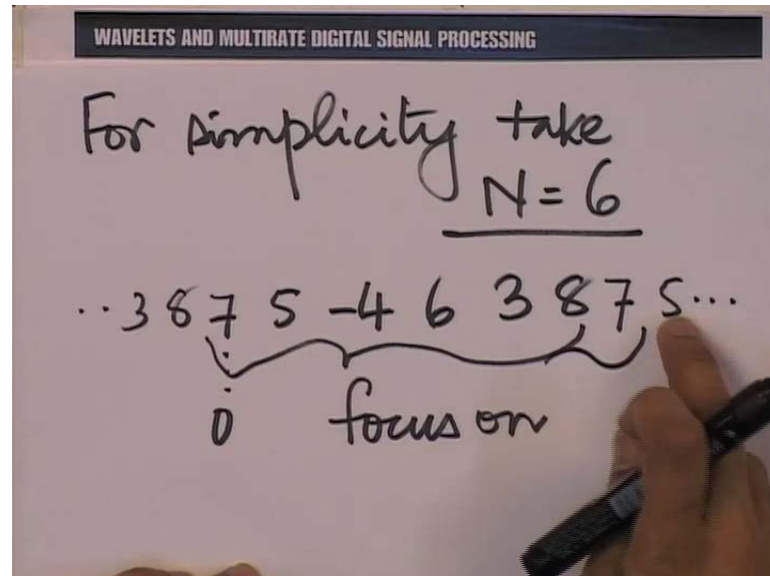 WAVELETS AND MULTIRATE DIGITAL SIGNAL PROCESSING
For simplicity take
N=6
..3 8 7 5 -4 6 3 8 7 5...
0 focus on